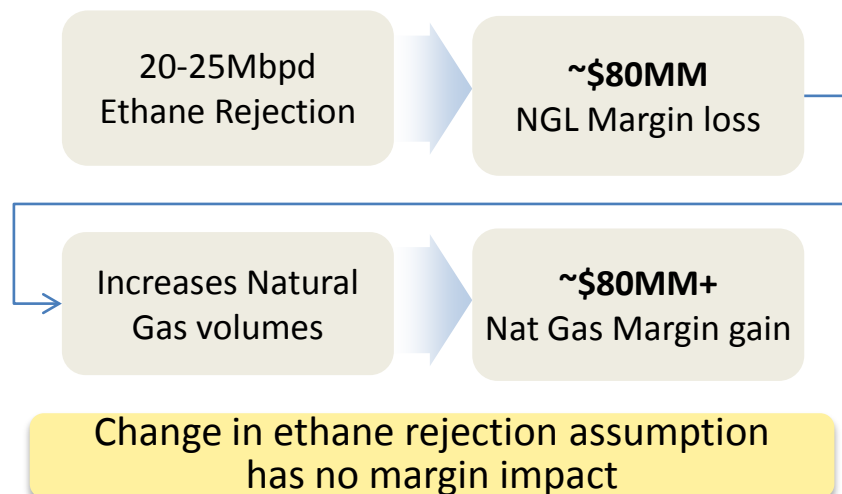 20-25Mbpd
Ethane Rejection
~$80MM
NGL Margin loss
Increases Natural
Gas volumes
~$80MM+
Nat Gas Margin gain
Change in ethane rejection assumption
has no margin impact